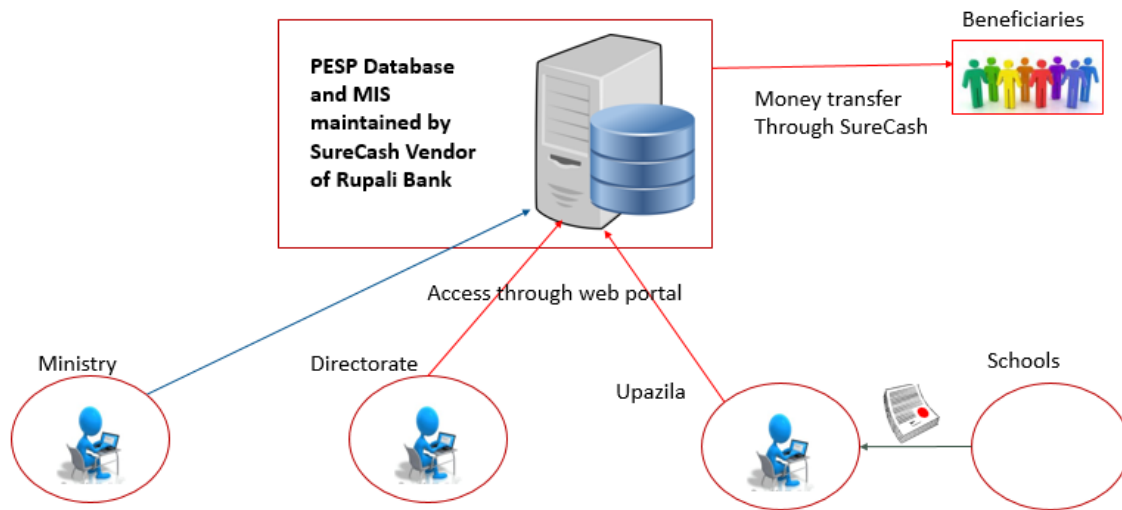 Beneficiaries
PESP Database
and MIS
maintained by
SureCash Vendor
of Rupali Bank
Money transfer
Through SureCash
Access through web portal
Ministry
Directorate
Upazila
Schools